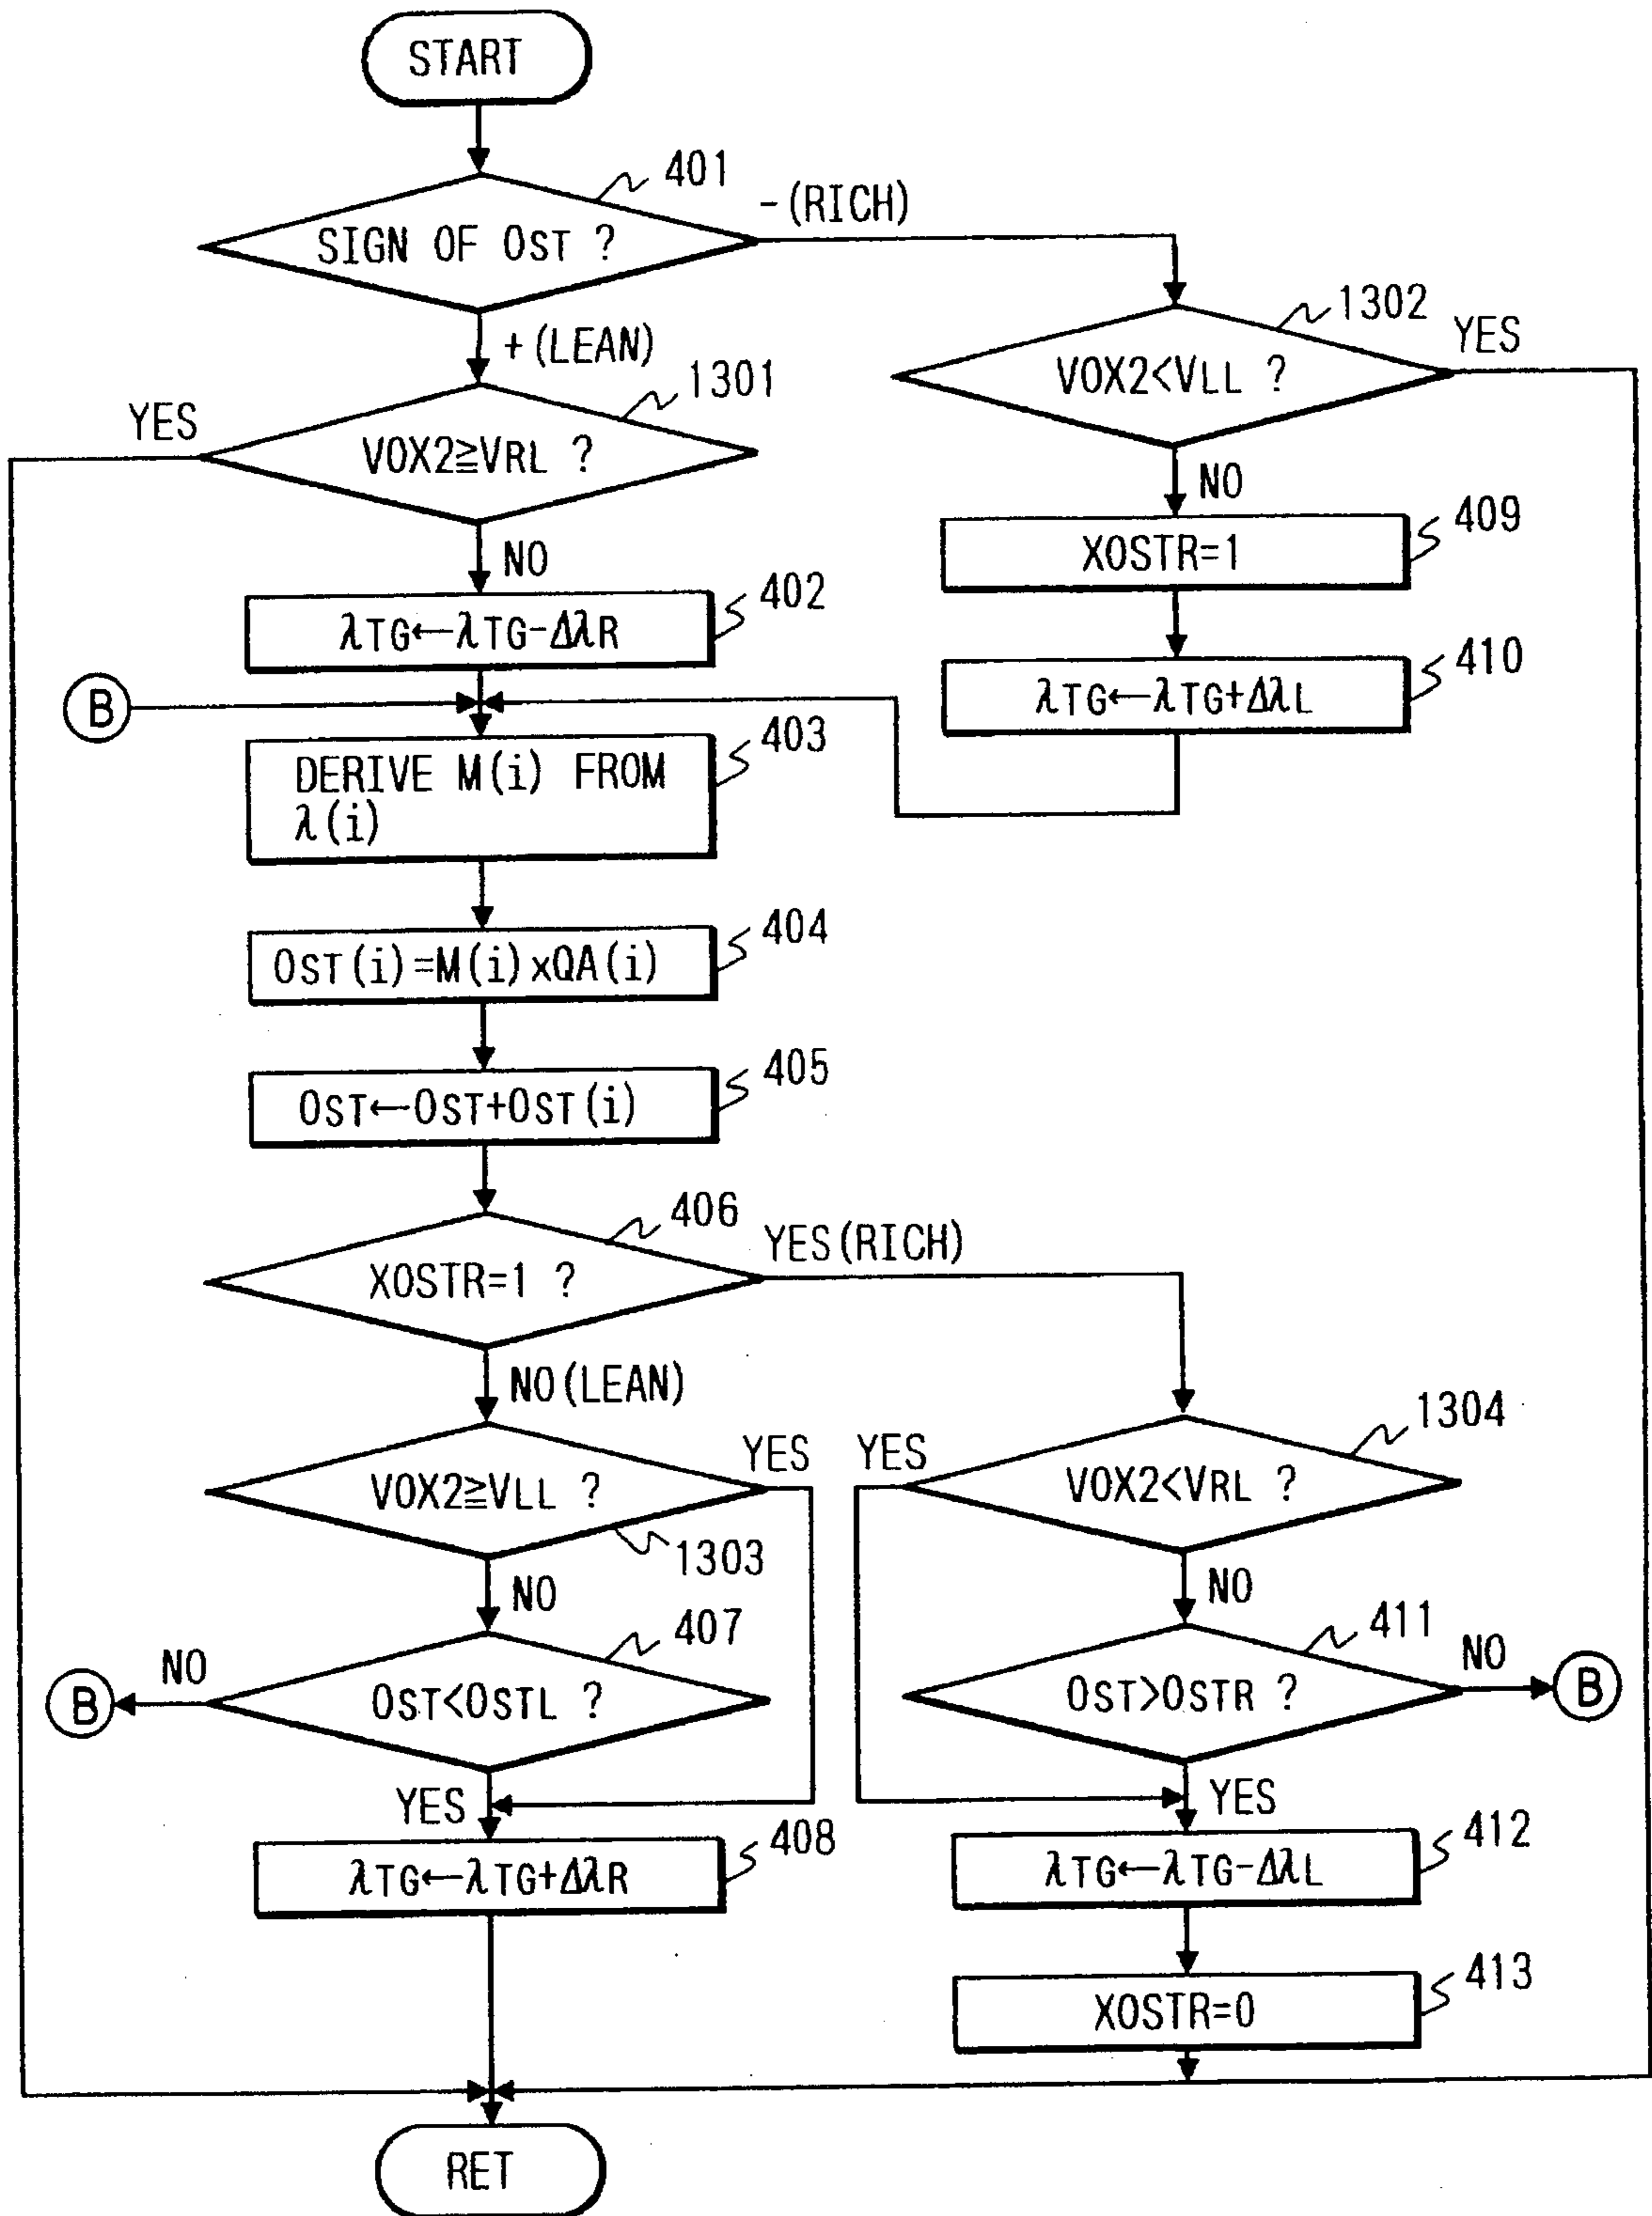 START
401
SIGN OF OST ?
-(RICH)
+(LEAN)
1302
VOX2<VLL ?
YES
1301
YES
VOX2≧VRL ?
NO
NO
409
XOSTR=1
402
λTG←λTG-ΔλR
410
λTG←λTG+ΔλL
B
403
DERIVE M(i) FROM
λ(i)
404
OST(i)=M(i)xQA(i)
405
OST←OST+OST(i)
406
XOSTR=1 ?
YES(RICH)
NO(LEAN)
1304
YES
YES
VOX2≧VLL ?
VOX2<VRL ?
1303
NO
NO
407
411
NO
NO
B
OST<OSTL ?
OST>OSTR ?
B
YES
YES
408
λTG←λTG+ΔλR
412
λTG←λTG-ΔλL
413
XOSTR=0
RET